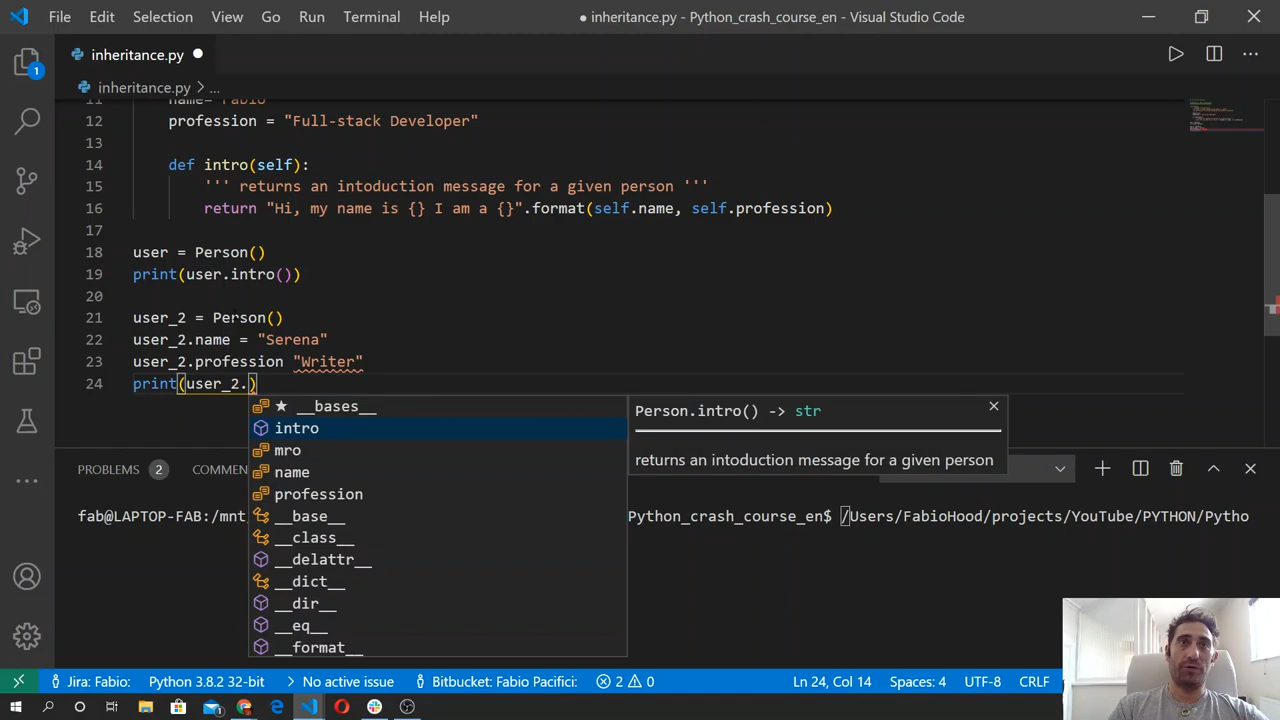 File Edit Selection View Go Run Terminal Help
● inheritance.py - Python_crash_course_en - Visual Studio Code
1
inheritance.py ●
inheritance.py > ...
11 name= Fabio
12 profession = "Full-stack Developer"
13
14 def intro(self):
15 ''' returns an intoduction message for a given person '''
16 return "Hi, my name is {} I am a {}".format(self.name, self.profession)
17
18 user = Person()
19 print(user.intro())
20
21 user_2 = Person()
22 user_2.name = "Serena"
23 user_2.profession "Writer"
24 print(user_2.)
★ __bases__
intro
mro
name
profession
__base__
__class__
__delattr__
__dict__
__dir__
__eq__
__format__
Person.intro() -> str
returns an intoduction message for a given person
PROBLEMS 2 COMMEN
fab@LAPTOP-FAB:/mnt Python_crash_course_en$ /Users/FabioHood/projects/YouTube/PYTHON/Pytho
Jira: Fabio: Python 3.8.2 32-bit > No active issue Bitbucket: Fabio Pacifici: 2 0 Ln 24, Col 14 Spaces: 4 UTF-8 CRLF